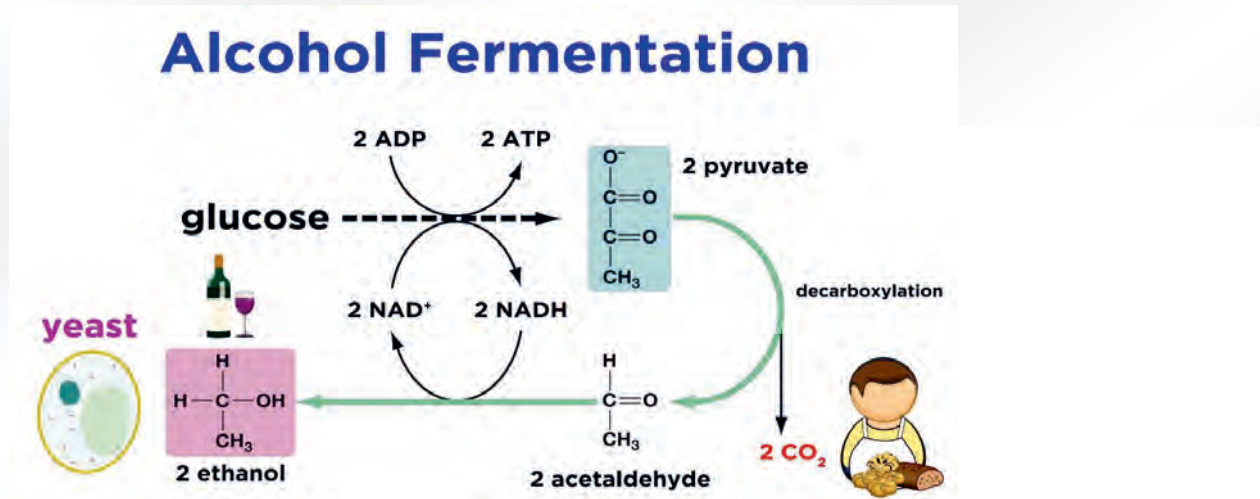 Alcohol Fermentation
2 ADP 2 ATP
glucose
O⁻
C=O
C=O
CH₃
2 pyruvate
decarboxylation
2 NAD⁺ 2 NADH
yeast
H
H—C—OH
CH₃
2 ethanol
H
C=O
CH₃
2 acetaldehyde
2 CO₂